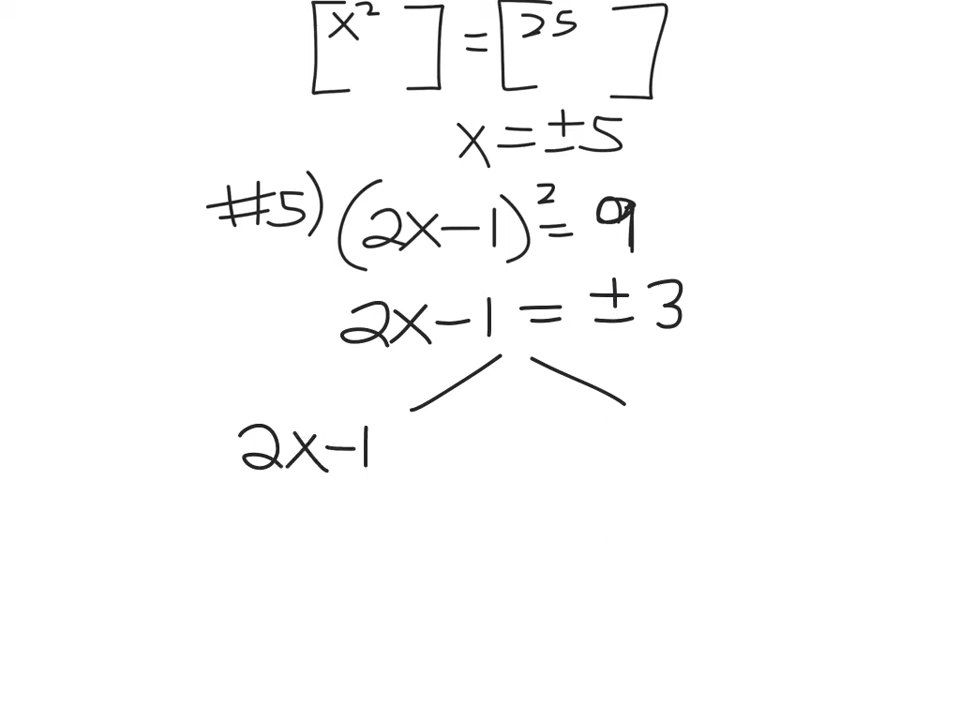 [x² ] = [25 ]
x = ±5
#5) (2x-1)² = 9
2x-1 = ±3
2x-1